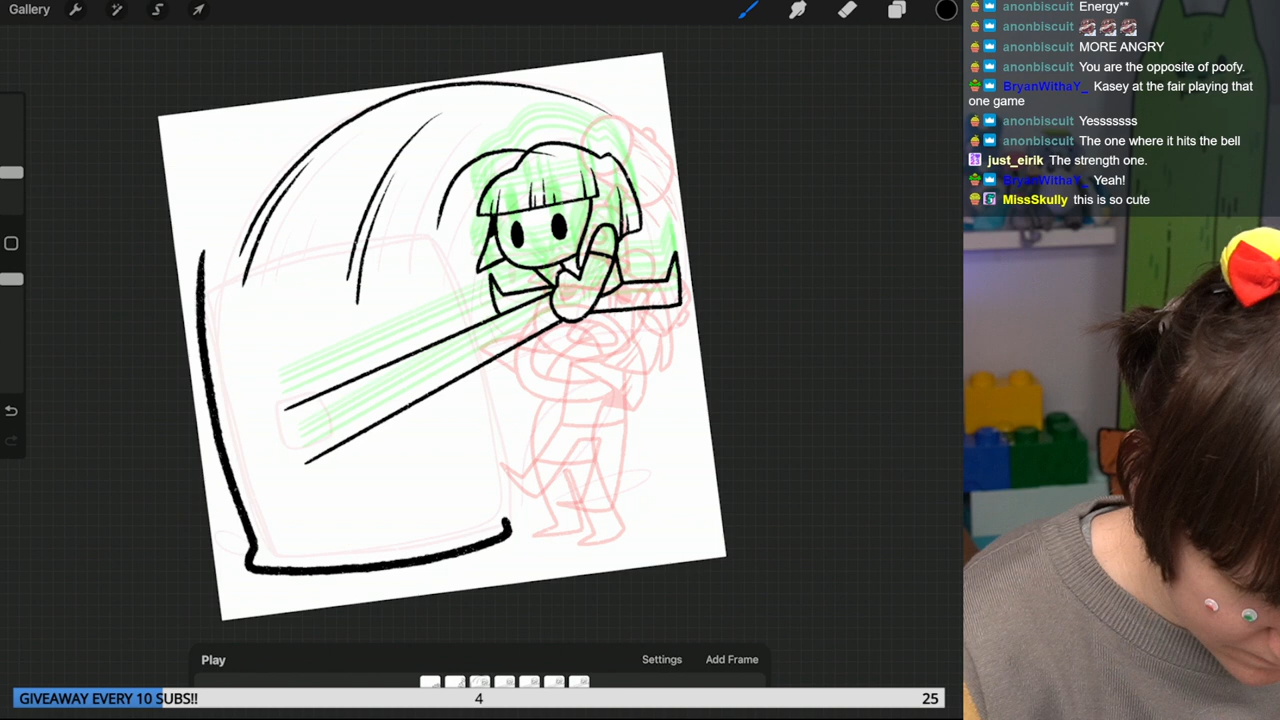 Gallery
anonbiscuit Energy**
anonbiscuit
anonbiscuit MORE ANGRY
anonbiscuit You are the opposite of poofy.
BryanWithaY_ Kasey at the fair playing that
one game
anonbiscuit Yesssssss
anonbiscuit The one where it hits the bell
just_eirik The strength one.
BryanWithaY_ Yeah!
MissSkully this is so cute
Play
Settings
Add Frame
GIVEAWAY EVERY 10 SUBS!!
4
25